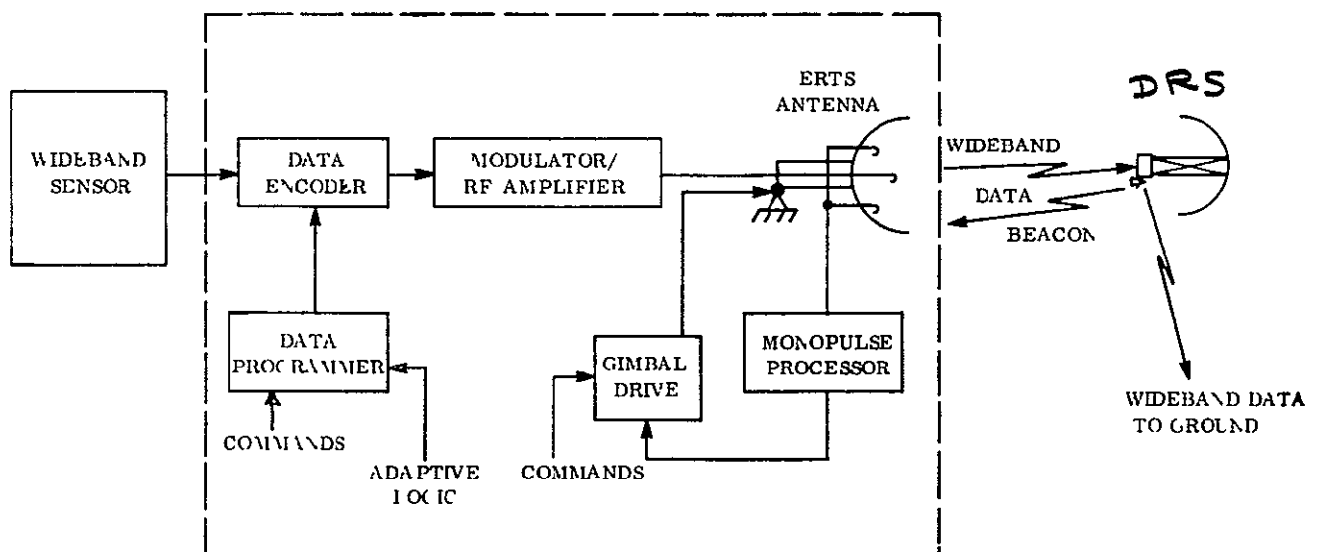 ERTS
ANTENNA
DRS
WIDEBAND
SENSOR
DATA
ENCODER
MODULATOR/
RF AMPLIFIER
WIDEBAND
DATA
BEACON
DATA
PROGRAMMER
GIMBAL
DRIVE
MONOPULSE
PROCESSOR
COMMANDS
ADAPTIVE
LOGIC
COMMANDS
WIDEBAND DATA
TO GROUND